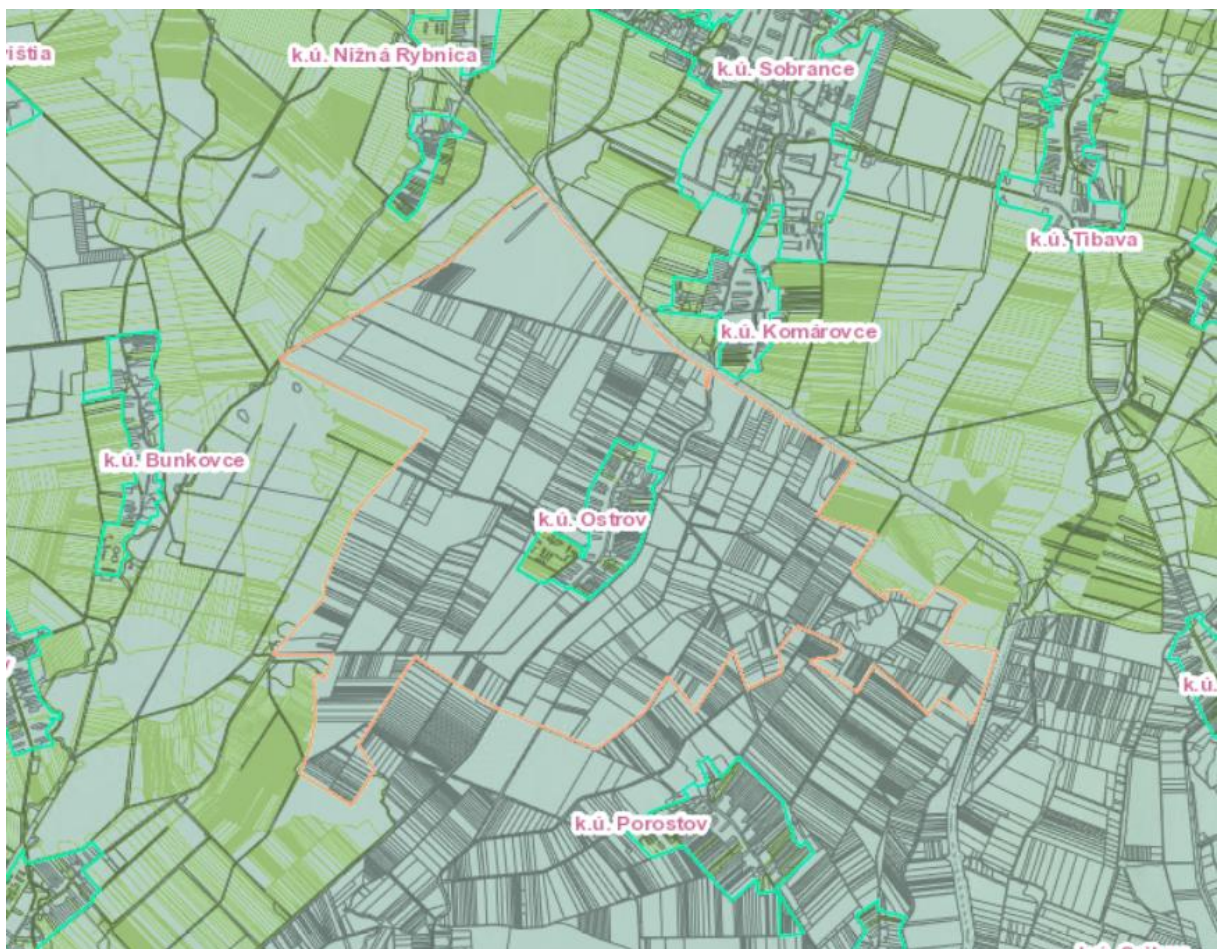 k.ú. Nižná Rybnica
k.ú. Sobrance
k.ú. Tibava
k.ú. Komárovce
k.ú. Bunkovce
k.ú. Ostrov
k.ú.
k.ú. Porostov